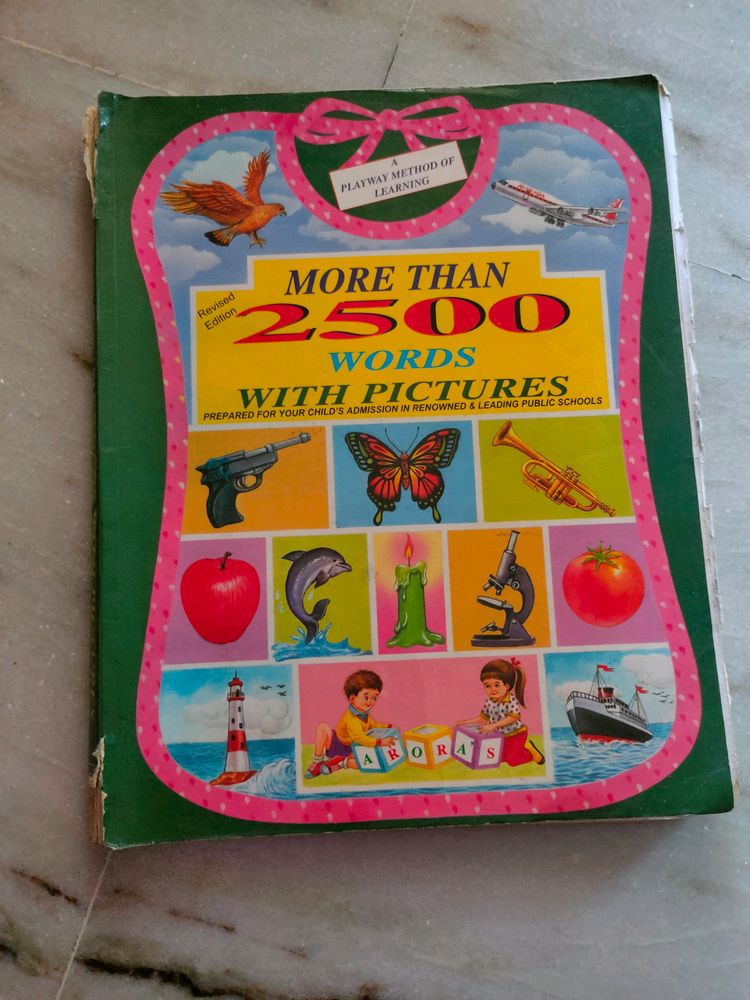 A
PLAYWAY METHOD OF
LEARNING
MORE THAN
Revised
Edition
2500
WORDS
WITH PICTURES
PREPARED FOR YOUR CHILD'S ADMISSION IN RENOWNED & LEADING PUBLIC SCHOOLS
ARORA'S